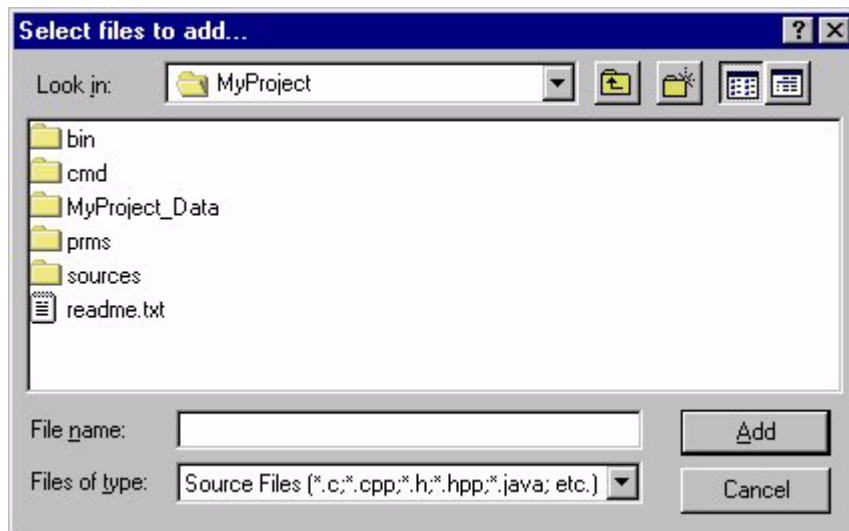 Select files to add...
Look in: MyProject
bin
cmd
MyProject_Data
prms
sources
readme.txt
File name: Add
Files of type: Source Files (*.c;*.cpp;*.h;*.hpp;*.java; etc.) Cancel